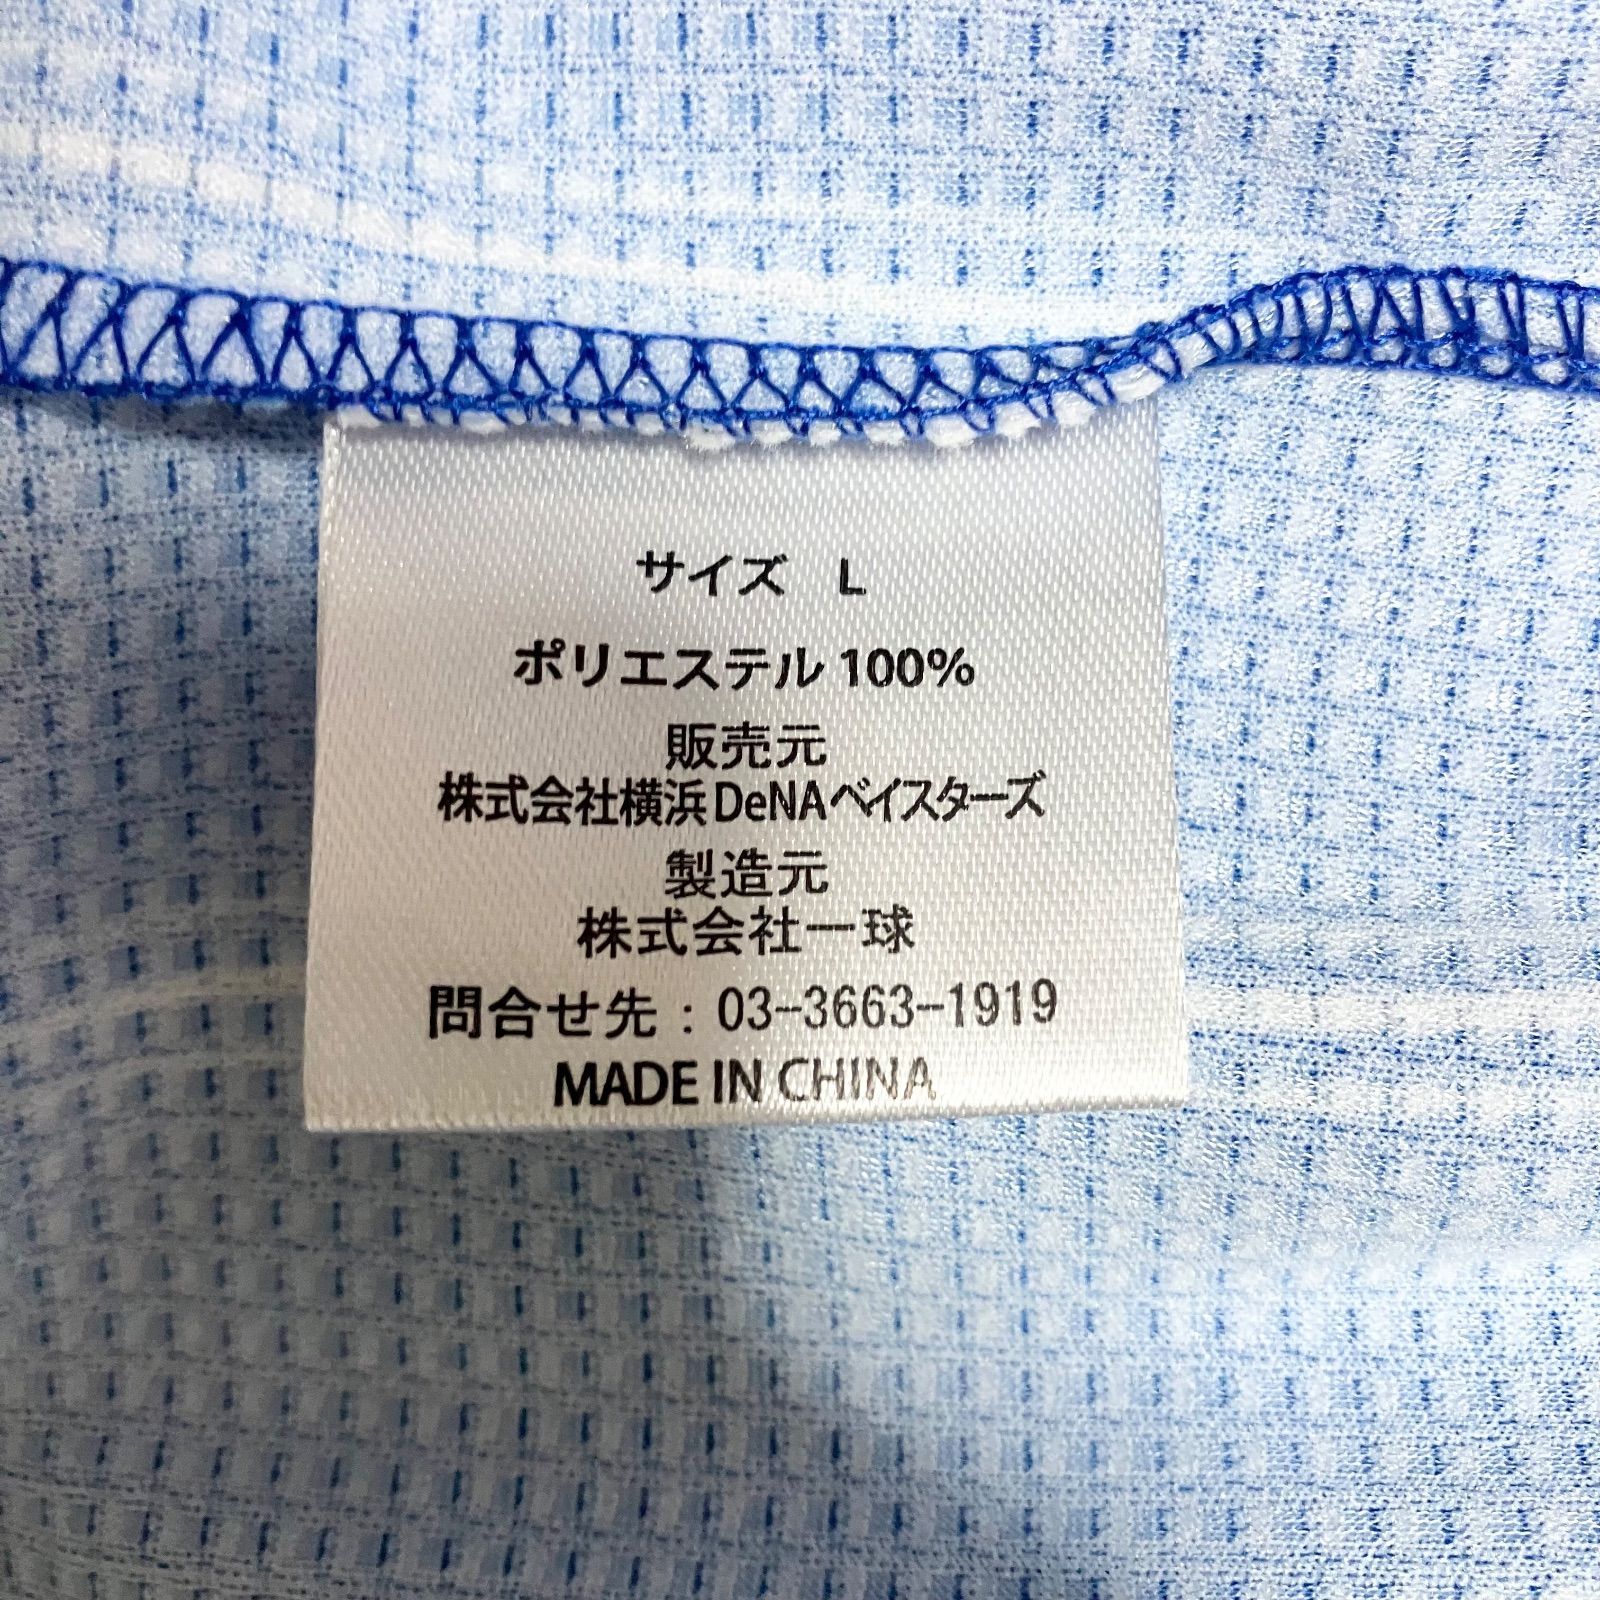 サイズ L
ポリエステル 100%
販売元
株式会社横浜DeNAベイスターズ
製造元
株式会社一球
問合せ先：03-3663-1919
MADE IN CHINA